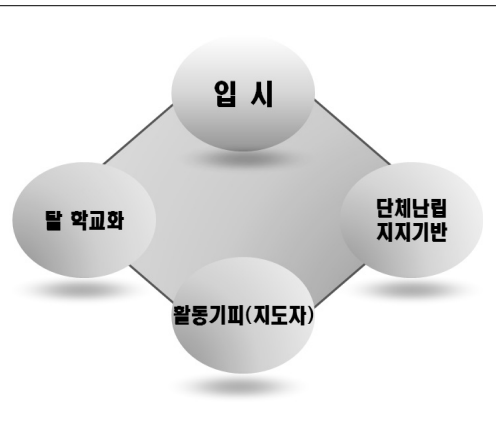 입 시
탈 학교화
단체난립
지지기반
활동기피(지도자)